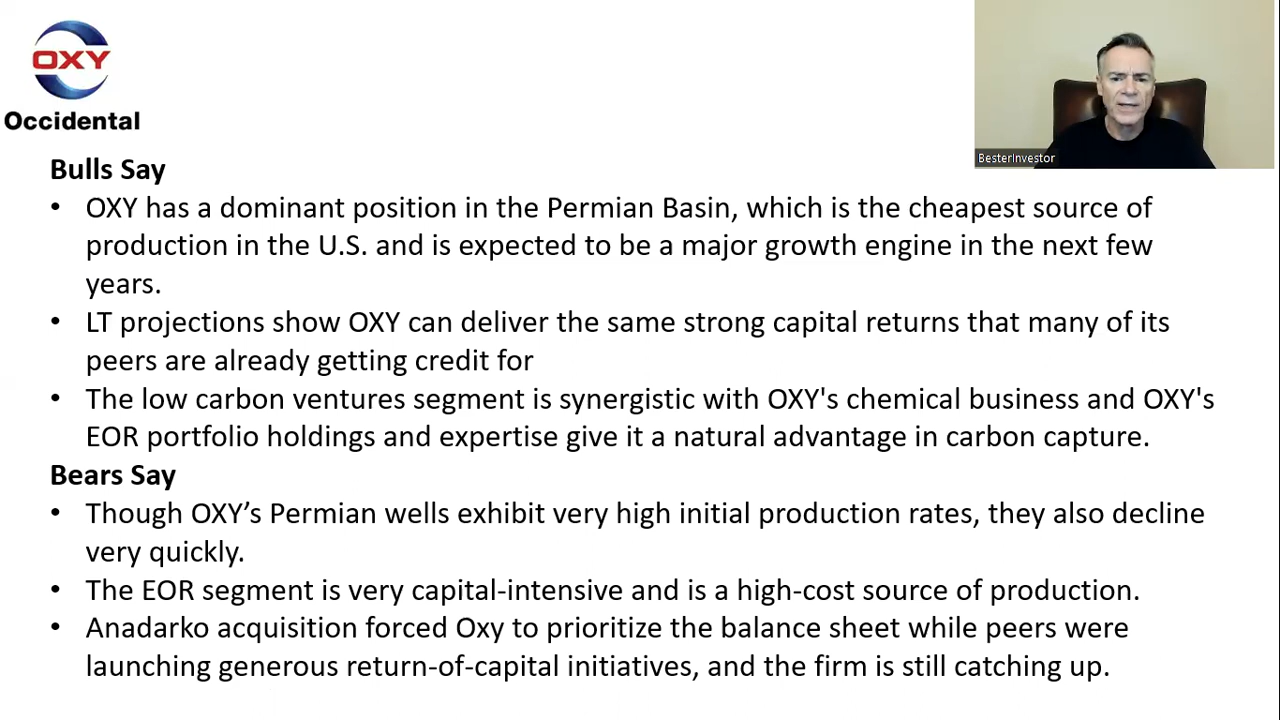 OXY
Occidental
BesterInvestor
Bulls Say
• OXY has a dominant position in the Permian Basin, which is the cheapest source of
production in the U.S. and is expected to be a major growth engine in the next few
years.
• LT projections show OXY can deliver the same strong capital returns that many of its
peers are already getting credit for
• The low carbon ventures segment is synergistic with OXY's chemical business and OXY's
EOR portfolio holdings and expertise give it a natural advantage in carbon capture.
Bears Say
• Though OXY’s Permian wells exhibit very high initial production rates, they also decline
very quickly.
• The EOR segment is very capital-intensive and is a high-cost source of production.
• Anadarko acquisition forced Oxy to prioritize the balance sheet while peers were
launching generous return-of-capital initiatives, and the firm is still catching up.